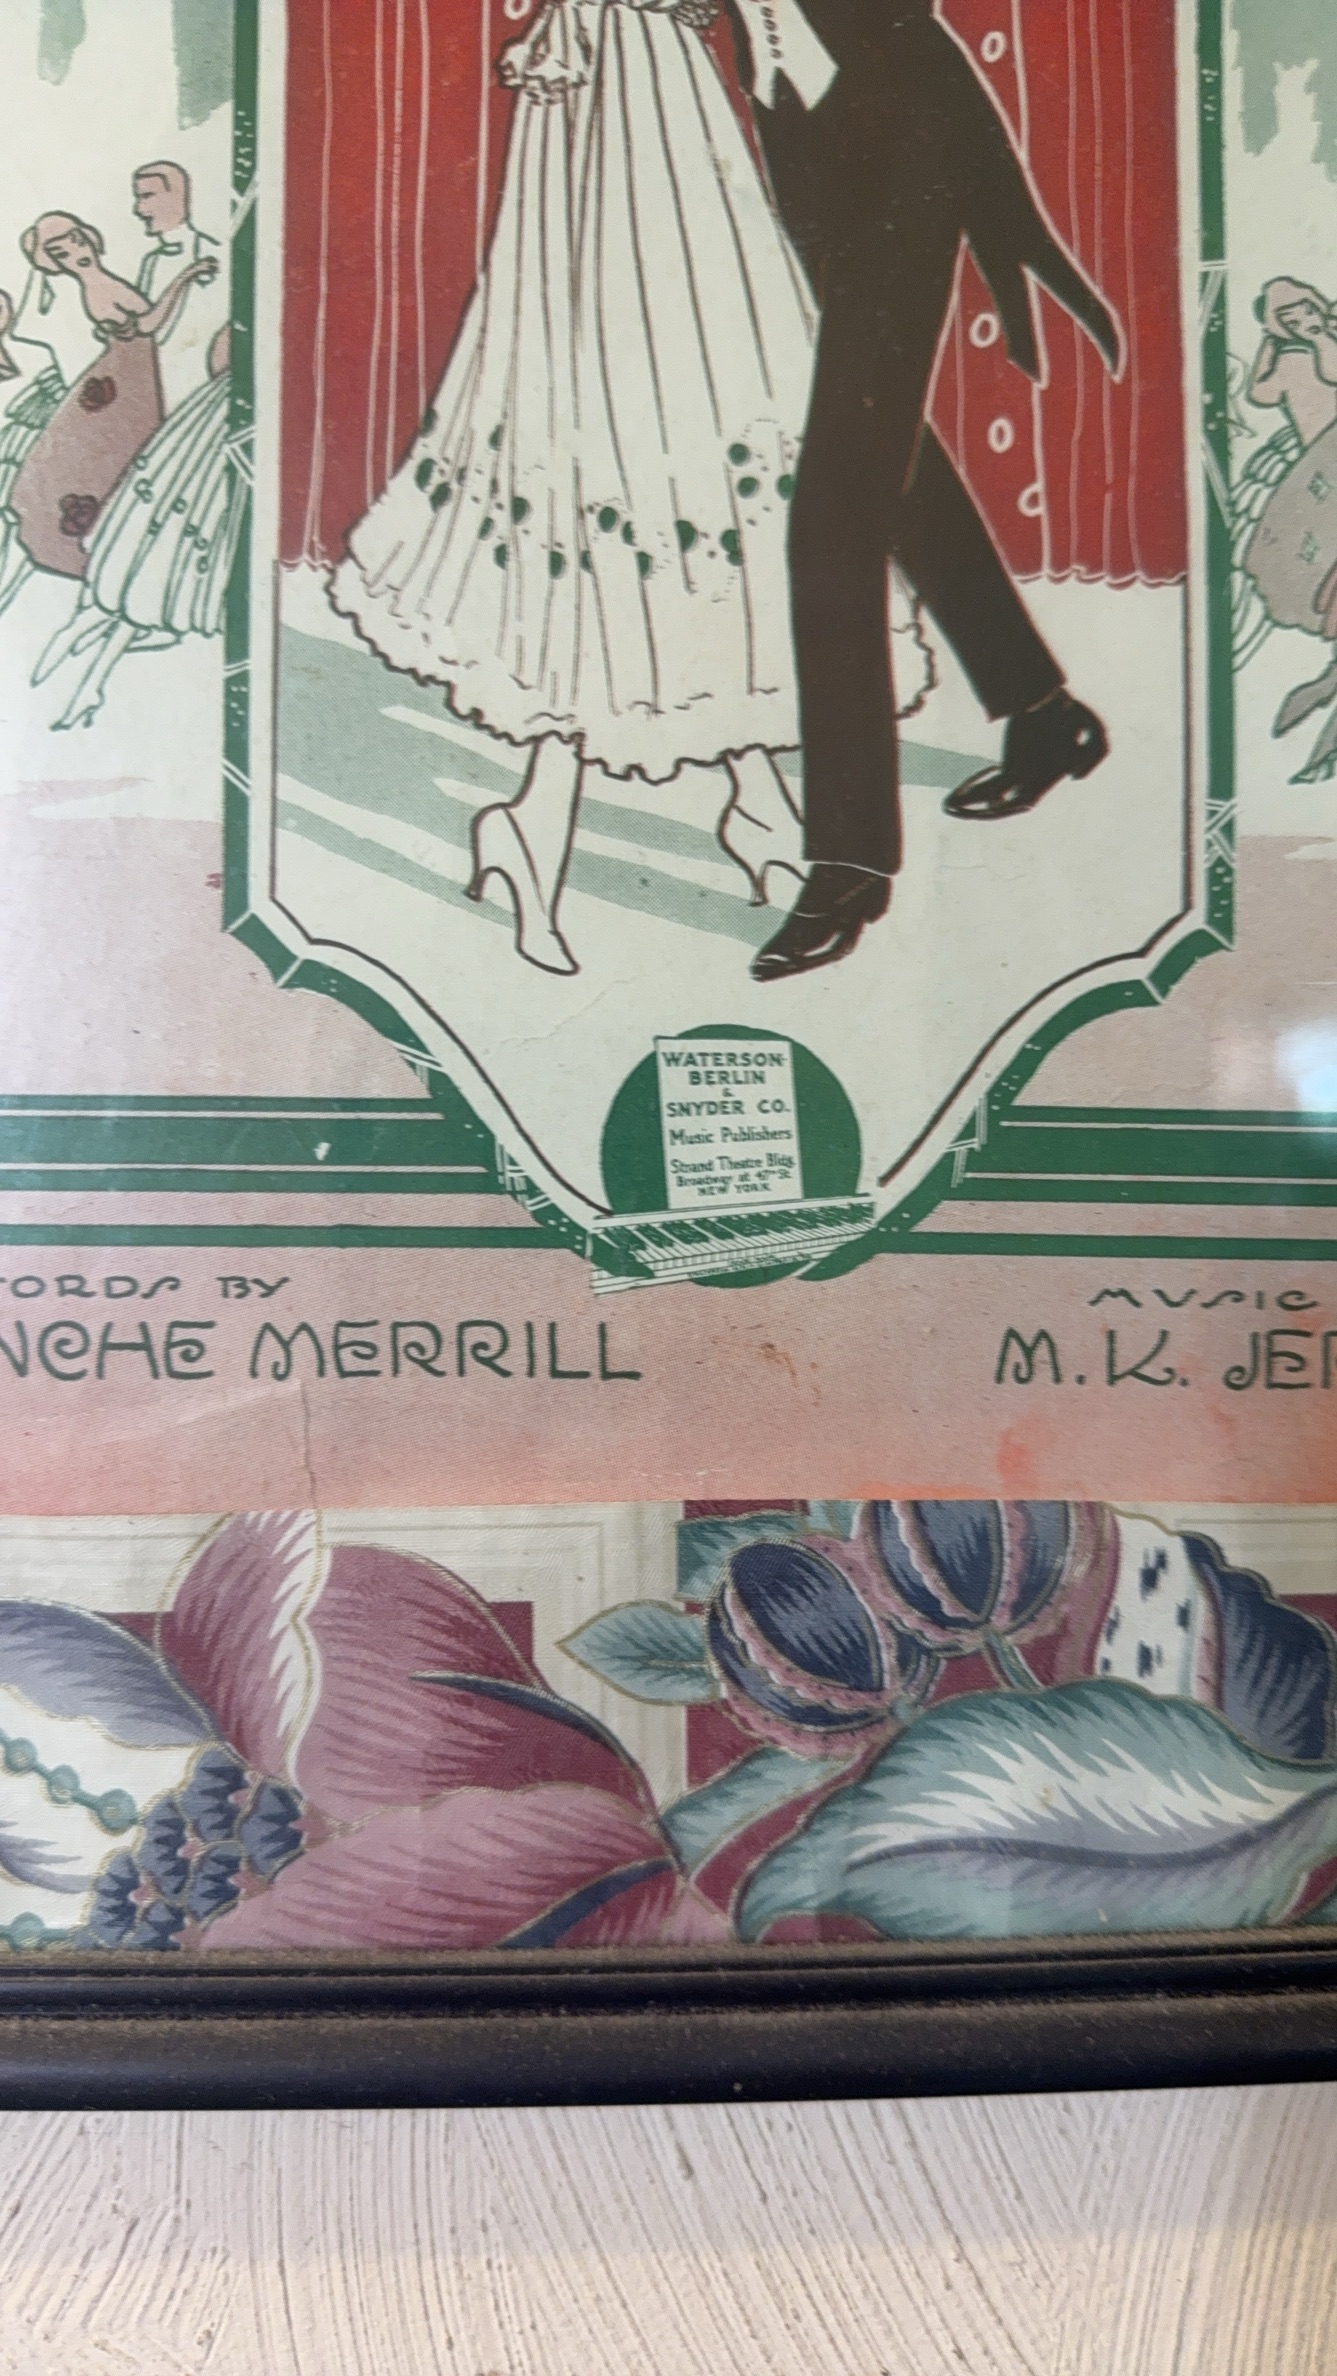 WATERSON-
BERLIN
&
SNYDER CO.
Music Publishers
Strand Theatre Bldg.
Broadway at 47th St.
NEW YORK
ORDS BY
NCHE MERRILL
MUSIC
M. K. JER